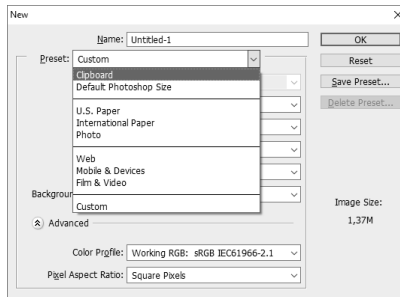 New
Name: Untitled-1
OK
Preset: Custom
Reset
Clipboard
Default Photoshop Size
Save Preset...
Delete Preset...
U.S. Paper
International Paper
Photo
Web
Mobile & Devices
Film & Video
Custom
Image Size:
1,37M
Advanced
Color Profile: Working RGB: sRGB IEC61966-2.1
Pixel Aspect Ratio: Square Pixels